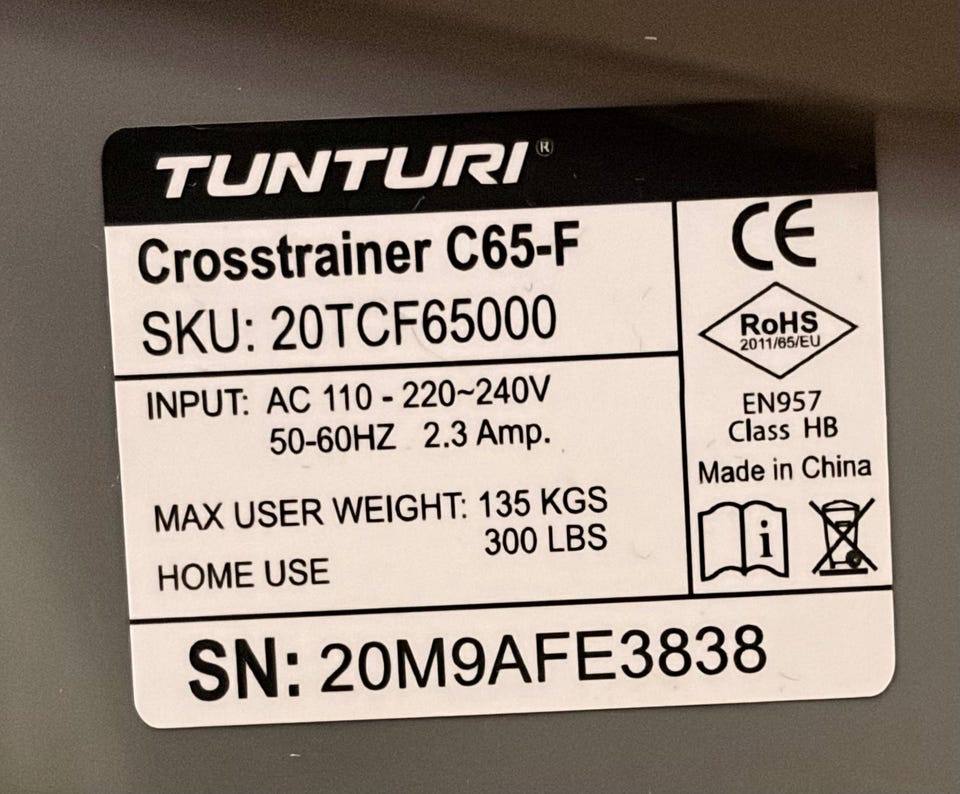 TUNTURI®
Crosstrainer C65-F
SKU: 20TCF65000
INPUT: AC 110 - 220~240V
50-60HZ 2.3 Amp.
MAX USER WEIGHT: 135 KGS
300 LBS
HOME USE
CE
RoHS
2011/65/EU
EN957
Class HB
Made in China
i
SN: 20M9AFE3838